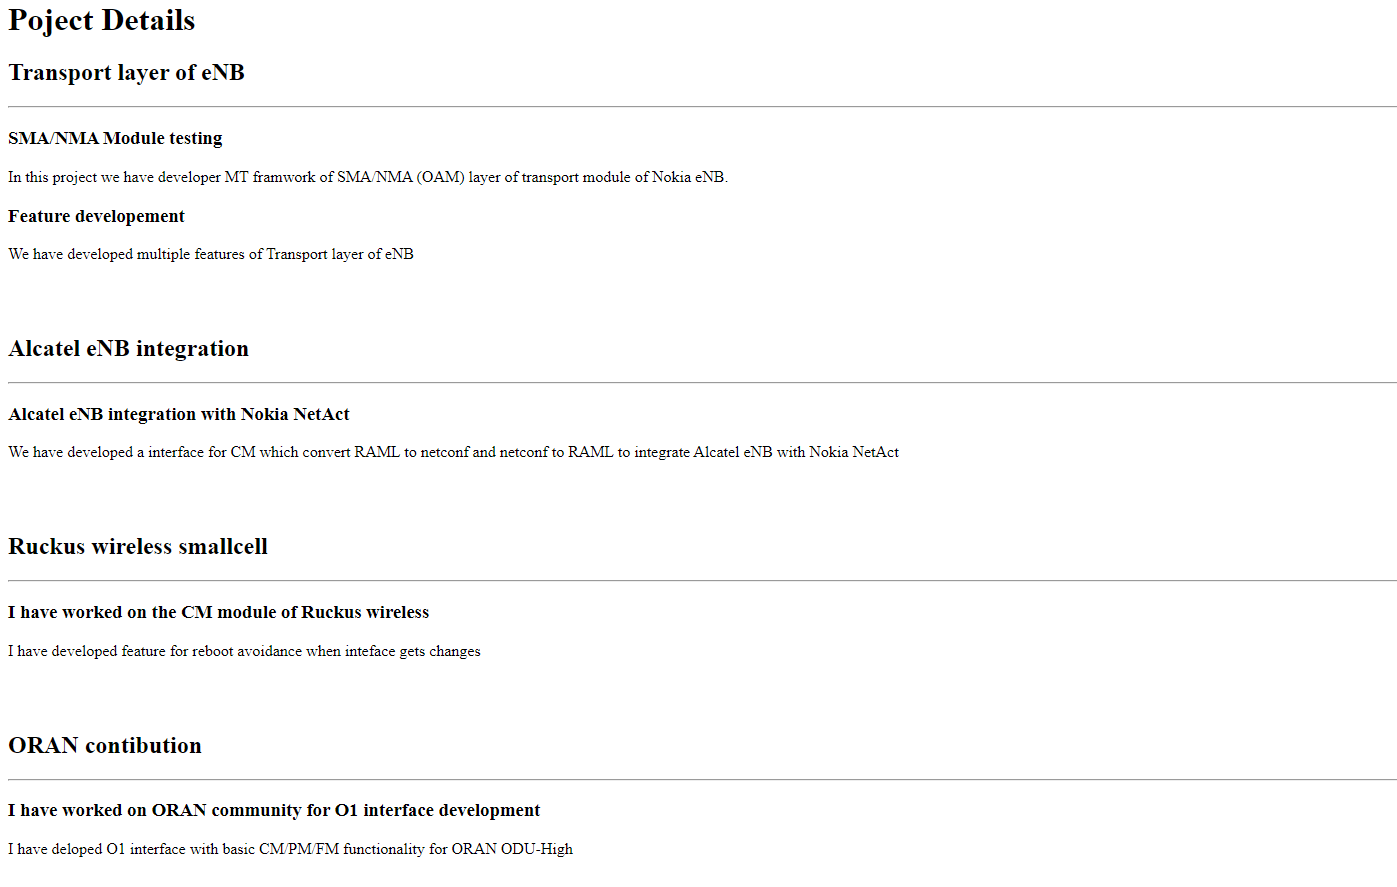 Poject Details
Transport layer of eNB
SMA/NMA Module testing
In this project we have developer MT framwork of SMA/NMA (OAM) layer of transport module of Nokia eNB.
Feature developement
We have developed multiple features of Transport layer of eNB
Alcatel eNB integration
Alcatel eNB integration with Nokia NetAct
We have developed a interface for CM which convert RAML to netconf and netconf to RAML to integrate Alcatel eNB with Nokia NetAct
Ruckus wireless smallcell
I have worked on the CM module of Ruckus wireless
I have developed feature for reboot avoidance when inteface gets changes
ORAN contibution
I have worked on ORAN community for O1 interface development
I have deloped O1 interface with basic CM/PM/FM functionality for ORAN ODU-High